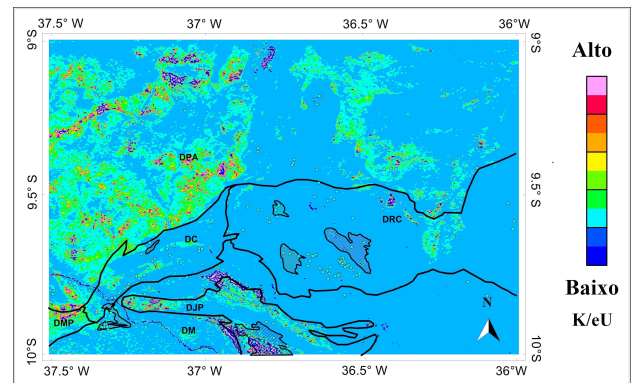 37.5°W 37°W 36.5°W 36°W
9°S 9°S
Alto
DPA
9.5°S 9.5°S
DRC
DC
Baixo
K/eU
N
DMP DJP
DM
10°S 10°S
37.5° 37°W 36.5°W 36°W